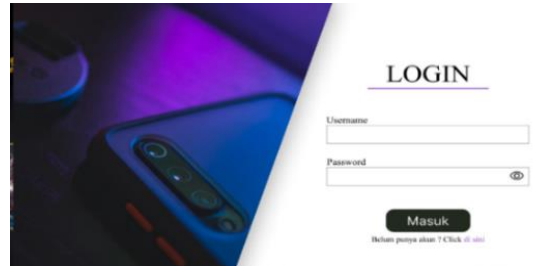 LOGIN
Username
Password
Masuk
Belum punya akun ? Click di sini